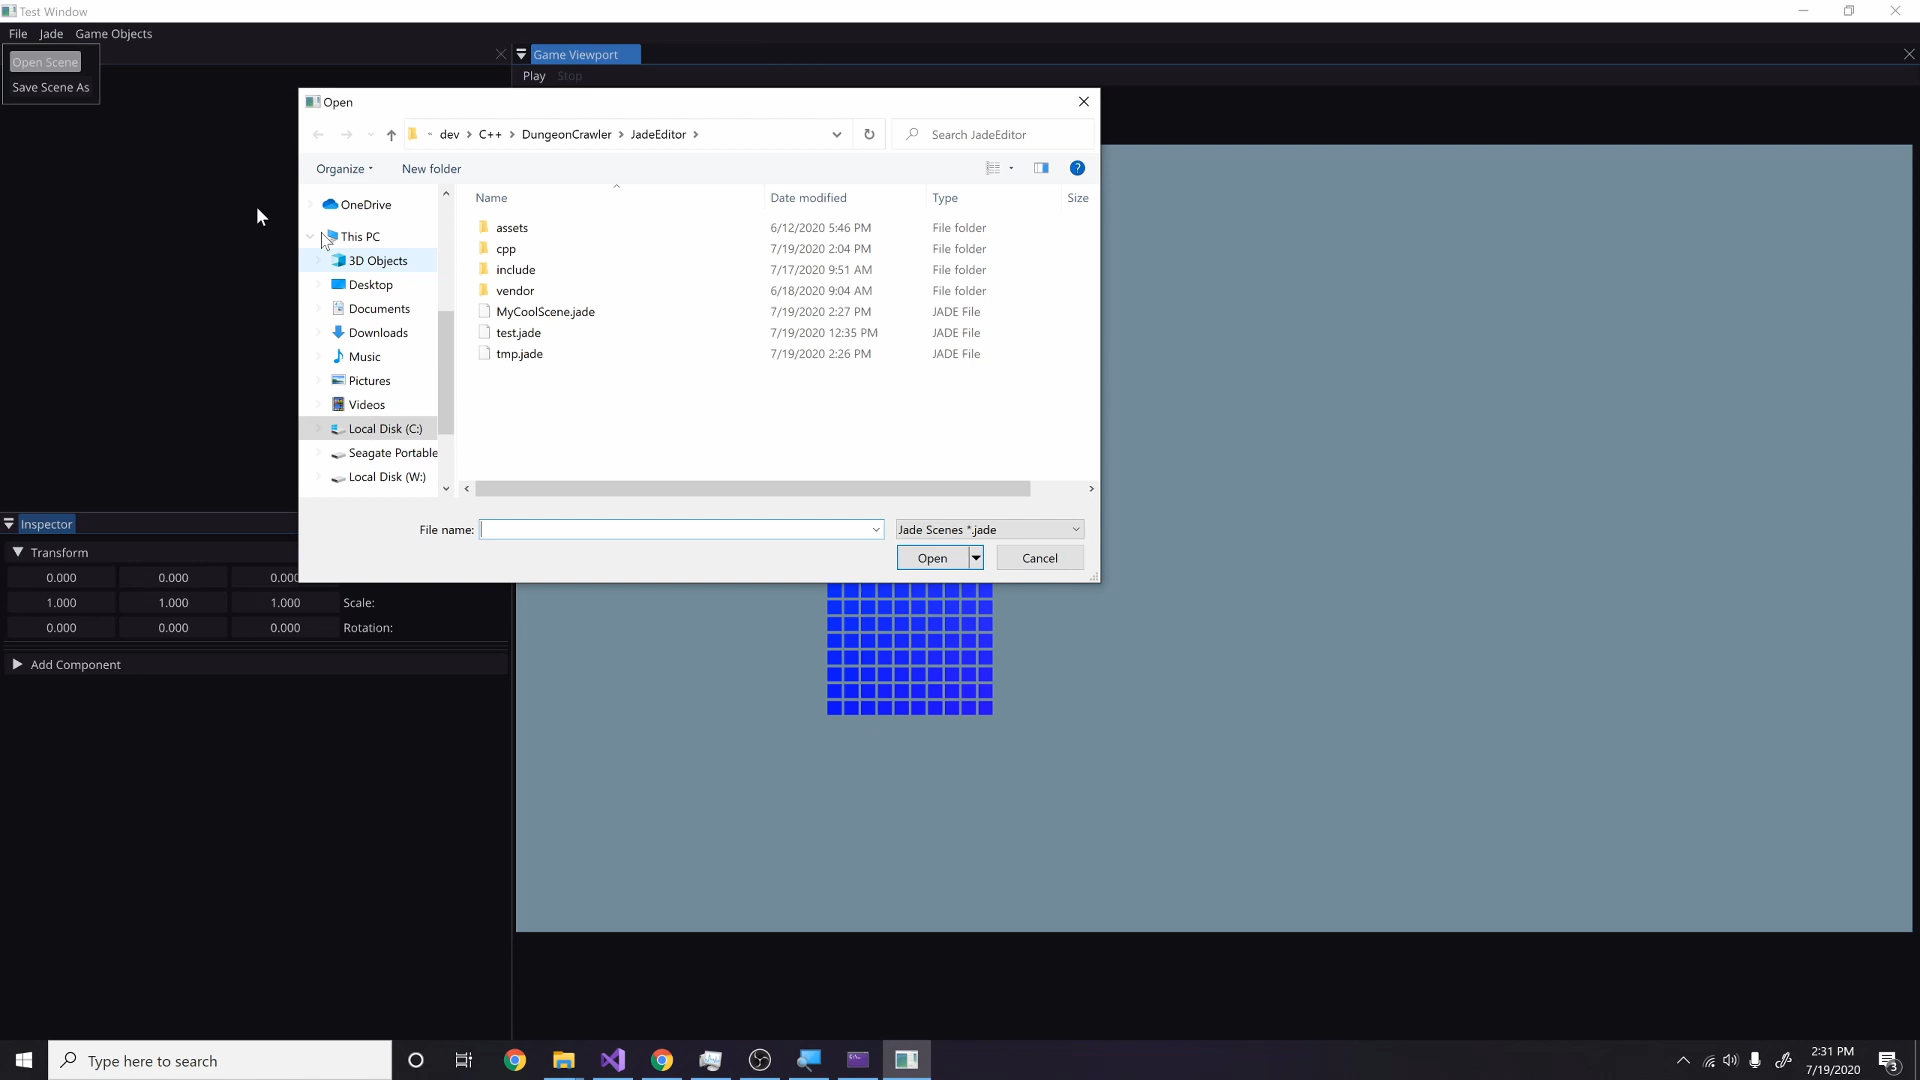 Test Window
File Jade Game Objects
Open Scene
Save Scene As
Game Viewport
Play Stop
Open
dev C++ DungeonCrawler JadeEditor
Search JadeEditor
Organize New folder
Name Date modified Type Size
OneDrive
This PC
3D Objects
Desktop
Documents
Downloads
Music
Pictures
Videos
Local Disk (C:)
Seagate Portable
Local Disk (W:)
assets 6/12/2020 5:46 PM File folder
cpp 7/19/2020 2:04 PM File folder
include 7/17/2020 9:51 AM File folder
vendor 6/18/2020 9:04 AM File folder
MyCoolScene.jade 7/19/2020 2:27 PM JADE File
test.jade 7/19/2020 12:35 PM JADE File
tmp.jade 7/19/2020 2:26 PM JADE File
File name: Jade Scenes *.jade
Open Cancel
Inspector
Transform
0.000 0.000 0.000
1.000 1.000 1.000 Scale:
0.000 0.000 0.000 Rotation:
Add Component
Type here to search
2:31 PM
7/19/2020
3